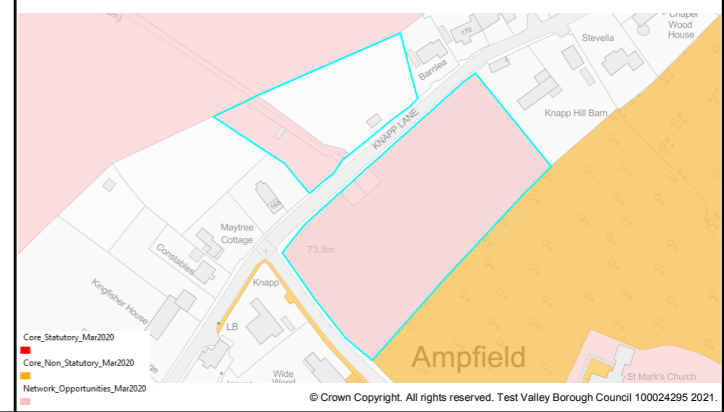 170
Chapel
Wood
House
Stevella
Barnlea
Knapp Hill Barn
KNAPP LANE
168
Maytree
Cottage
73.8m
Constables
Knapp
Kingfisher House
LB
Ampfield
Core_Statutory_Mar2020
Core_Non_Statutory_Mar2020
Network_Opportunities_Mar2020
Wide
St Mark's Church
© Crown Copyright. All rights reserved. Test Valley Borough Council 100024295 2021.